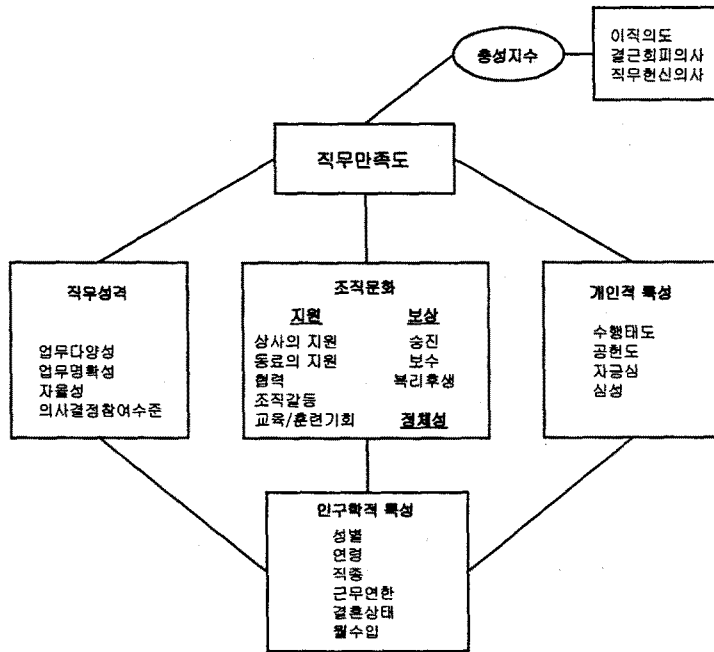 이직의도
결근회피의사
직무헌신의사
충성지수
직무만족도
직무성격
업무다양성
업무명확성
자율성
의사결정참여수준
조직문화
지원
상사의 지원
동료의 지원
협력
조직갈등
교육/훈련기회
보상
승진
보수
복리후생
정체성
개인적 특성
수행태도
공헌도
자긍심
심성
인구학적 특성
성별
연령
직종
근무연한
결혼상태
월수입